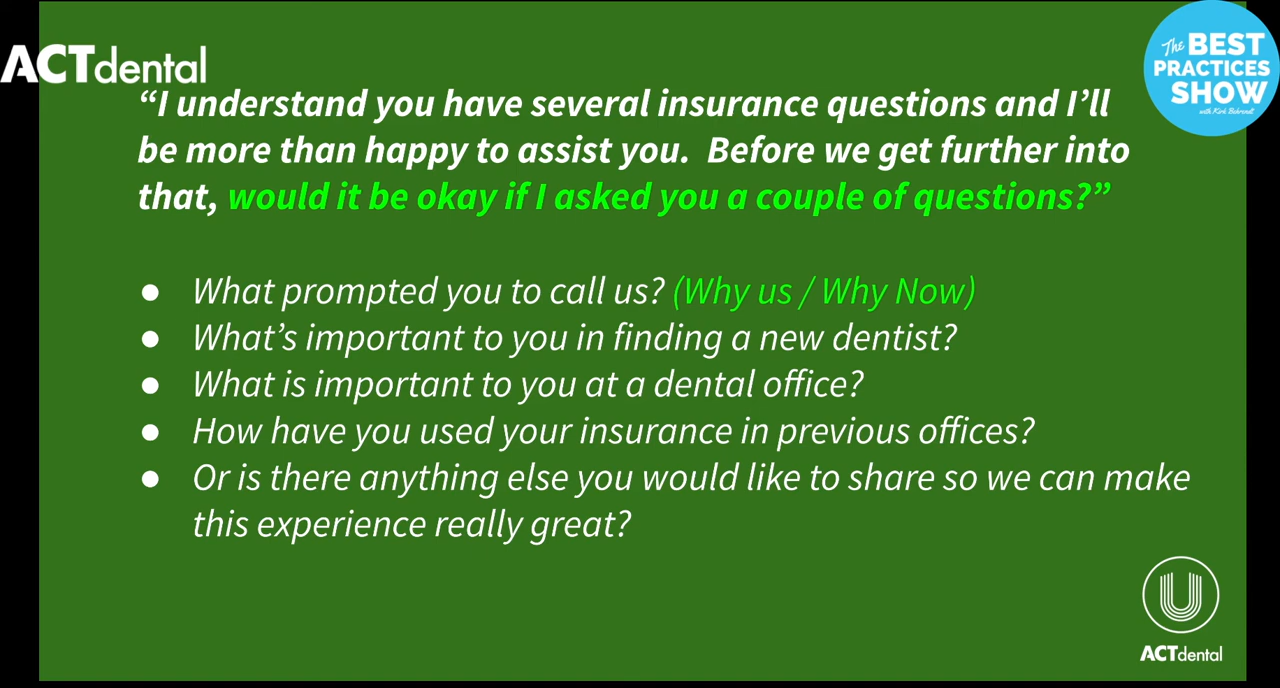 ACTdental
The BEST
PRACTICES
SHOW
with Kirk Behrendt
“I understand you have several insurance questions and I’ll
be more than happy to assist you.  Before we get further into
that, would it be okay if I asked you a couple of questions?”
● What prompted you to call us? (Why us / Why Now)
● What’s important to you in finding a new dentist?
● What is important to you at a dental office?
● How have you used your insurance in previous offices?
● Or is there anything else you would like to share so we can make
this experience really great?
U
ACTdental